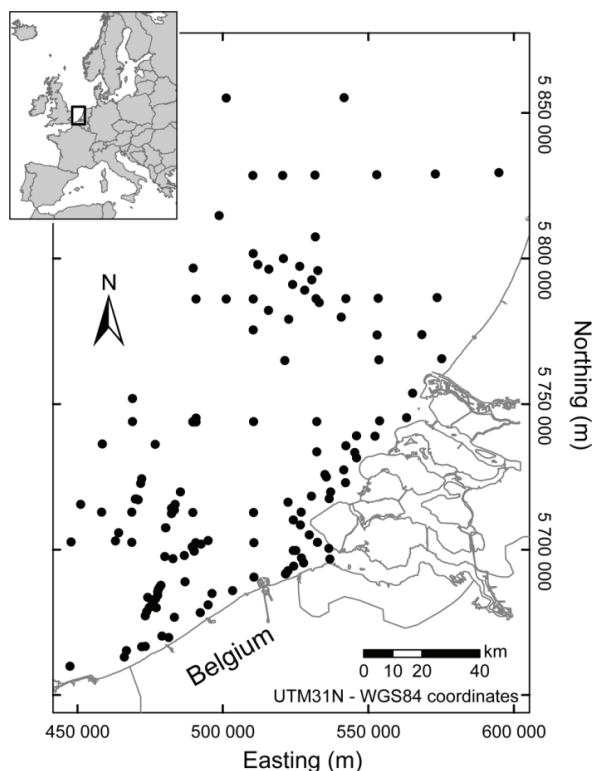 5 850 000
5 800 000
N
5 750 000
Northing (m)
5 700 000
Belgium
km
0 10 20 40
UTM31N - WGS84 coordinates
450 000 500 000 550 000 600 000
Easting (m)